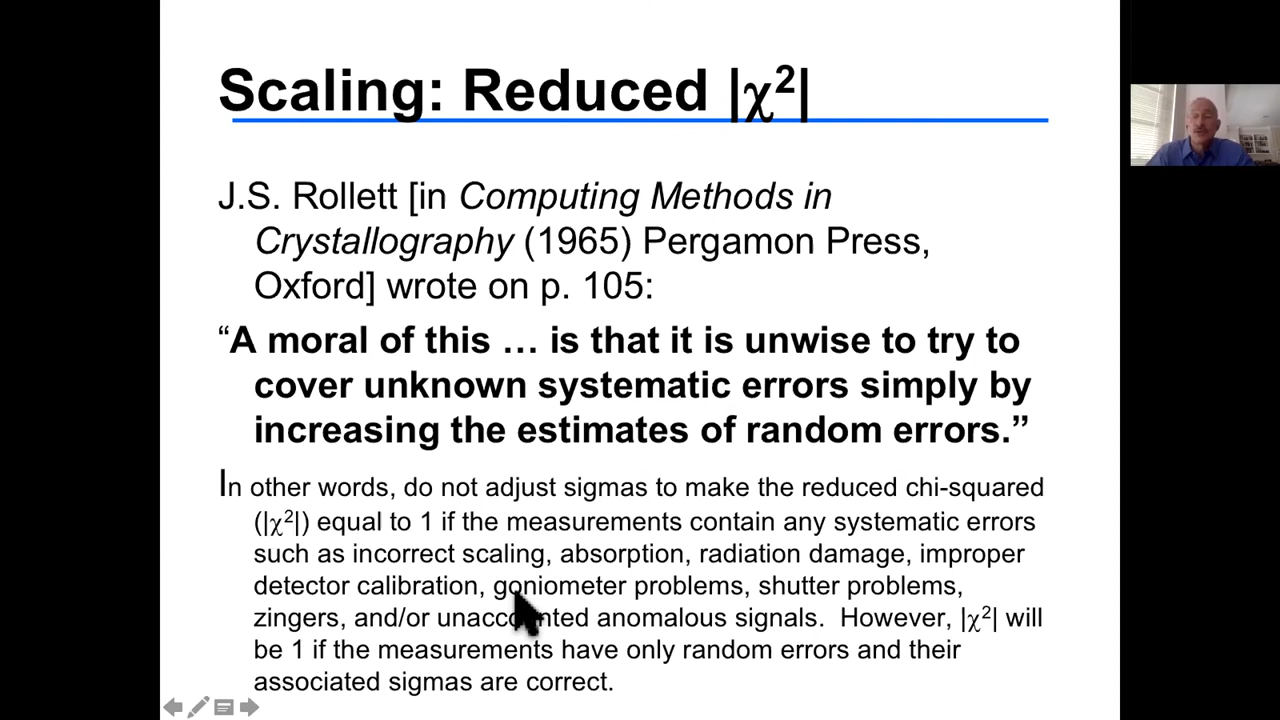 Scaling: Reduced |χ²|
J.S. Rollett [in Computing Methods in
Crystallography (1965) Pergamon Press,
Oxford] wrote on p. 105:
“A moral of this … is that it is unwise to try to
cover unknown systematic errors simply by
increasing the estimates of random errors.”
In other words, do not adjust sigmas to make the reduced chi-squared
(|χ²|) equal to 1 if the measurements contain any systematic errors
such as incorrect scaling, absorption, radiation damage, improper
detector calibration, goniometer problems, shutter problems,
zingers, and/or unaccounted anomalous signals.  However, |χ²| will
be 1 if the measurements have only random errors and their
associated sigmas are correct.